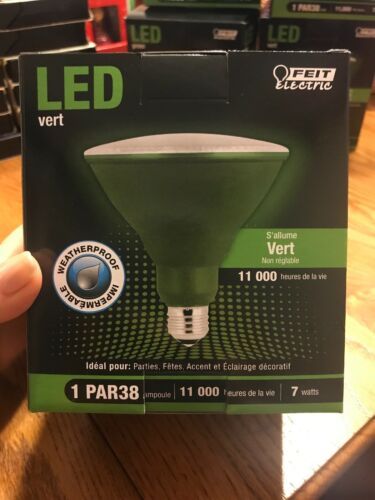 LED
vert
FEIT
electric
S'allume
Vert
Non réglable
11 000 heures de la vie
WEATHERPROOF
IMPERMÉABLE
Idéal pour: Parties, Fêtes, Accent et Éclairage décoratif
1 PAR38 ampoule 11 000 heures de la vie 7 watts
LED
1 PAR38
11,000